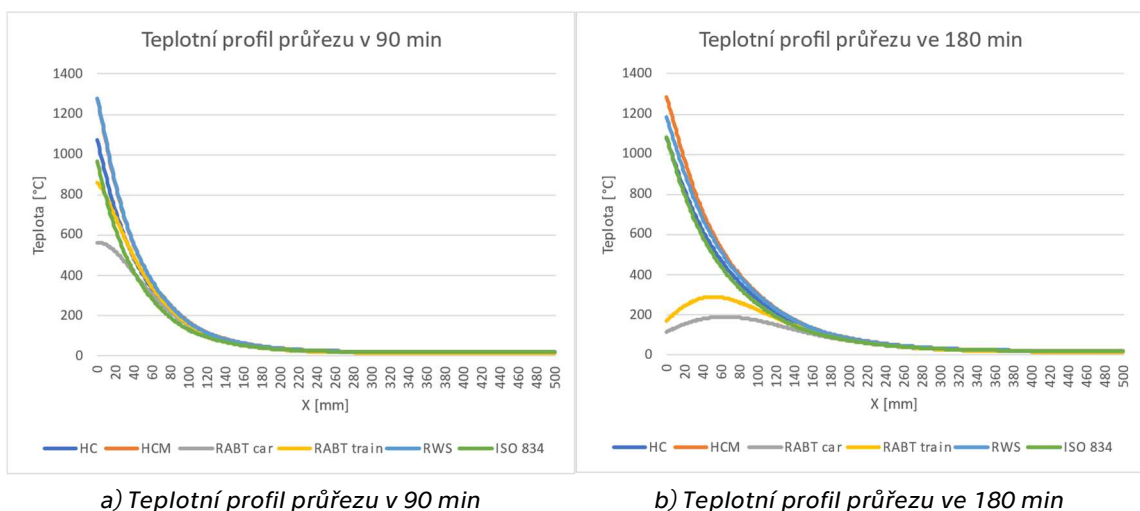 Teplotní profil průřezu v 90 min
1400
1200
1000
800
600
400
200
0
Teplota [°C]
0 20 40 60 80 100 120 140 160 180 200 220 240 260 280 300 320 340 360 380 400 420 440 460 480 500
X [mm]
HC HCM RABT car RABT train RWS ISO 834
a) Teplotní profil průřezu v 90 min
Teplotní profil průřezu ve 180 min
1400
1200
1000
800
600
400
200
0
Teplota [°C]
0 20 40 60 80 100 120 140 160 180 200 220 240 260 280 300 320 340 360 380 400 420 440 460 480 500
X [mm]
HC HCM RABT car RABT train RWS ISO 834
b) Teplotní profil průřezu ve 180 min